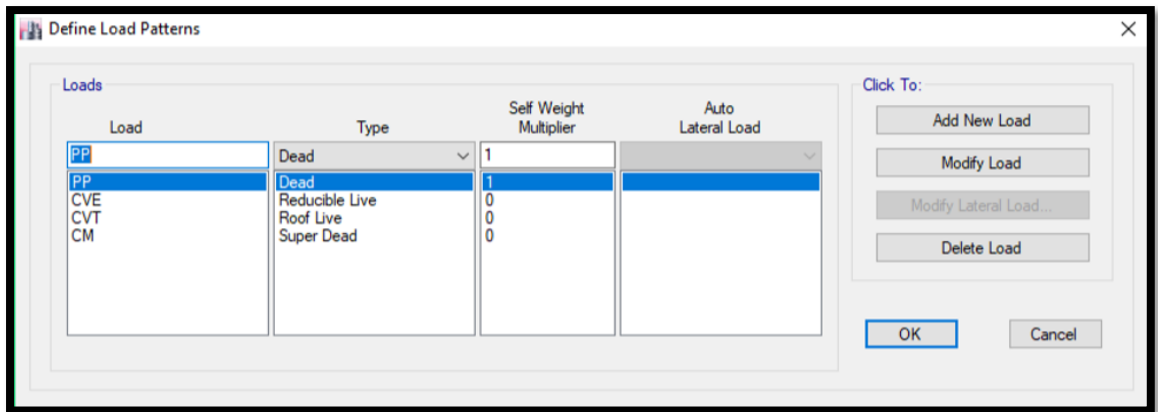 Define Load Patterns
Loads
Click To:
Load
Type
Self Weight
Multiplier
Auto
Lateral Load
PP Dead 1
PP Dead 1
CVE Reducible Live 0
CVT Roof Live 0
CM Super Dead 0
Add New Load
Modify Load
Modify Lateral Load...
Delete Load
OK
Cancel